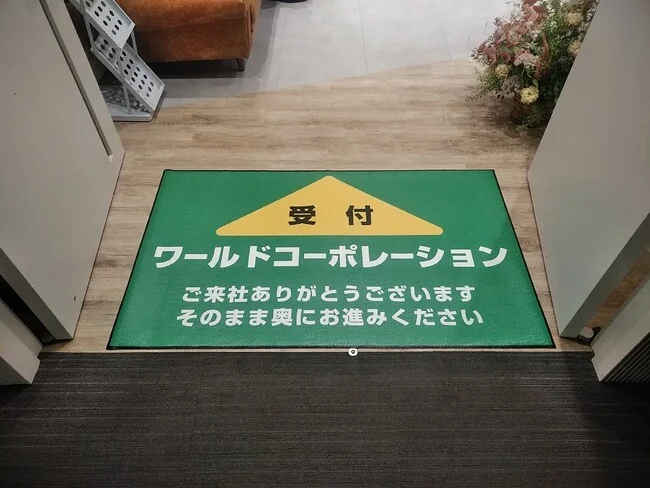 受付
ワールドコーポレーション
ご来社ありがとうございます
そのまま奥にお進みください